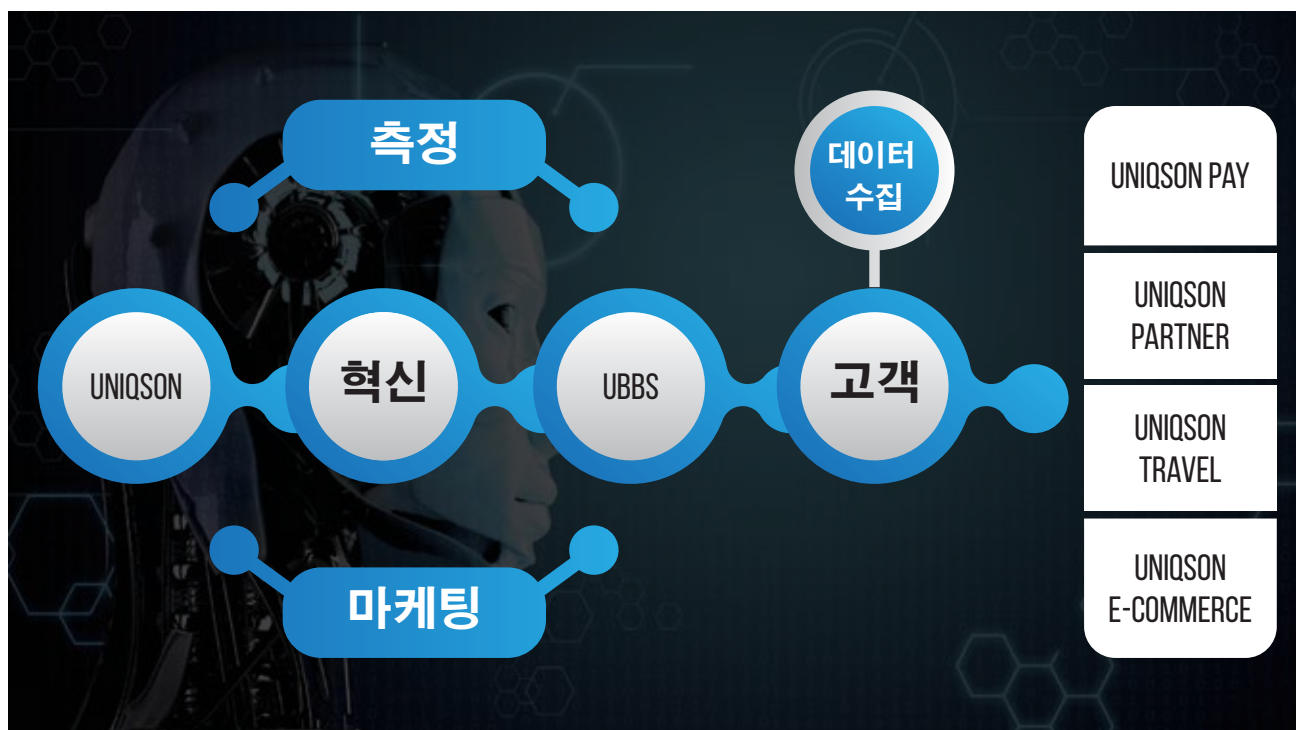 측정
데이터
수집
UNIQSON
혁신
UBBS
고객
마케팅
UNIQSON PAY
UNIQSON
PARTNER
UNIQSON
TRAVEL
UNIQSON
E-COMMERCE